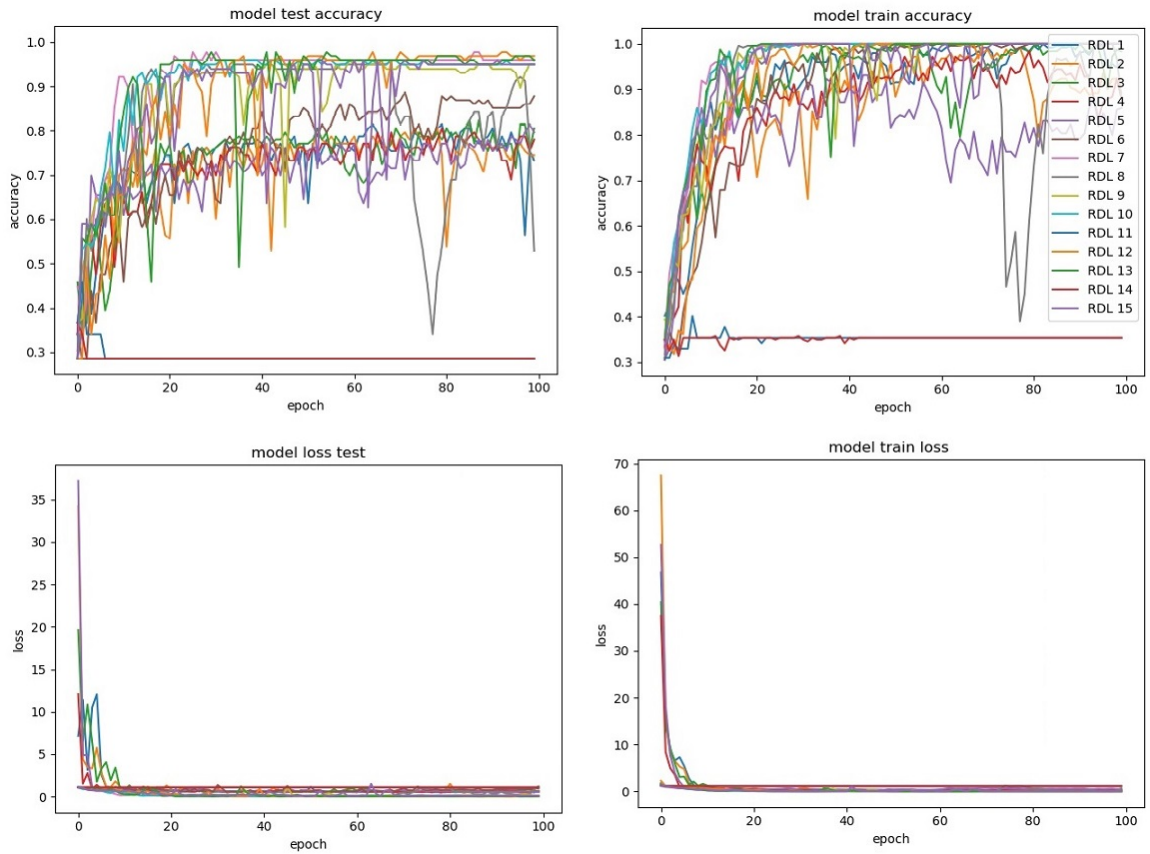 model test accuracy
1.0
0.9
0.8
0.7
0.6
0.5
0.4
0.3
accuracy
0 20 40 60 80 100
epoch
model train accuracy
1.0
0.9
0.8
0.7
0.6
0.5
0.4
0.3
accuracy
0 20 40 60 80 100
epoch
RDL 1
RDL 2
RDL 3
RDL 4
RDL 5
RDL 6
RDL 7
RDL 8
RDL 9
RDL 10
RDL 11
RDL 12
RDL 13
RDL 14
RDL 15
model loss test
35
30
25
20
15
10
5
0
loss
0 20 40 60 80 100
epoch
model train loss
70
60
50
40
30
20
10
0
loss
0 20 40 60 80 100
epoch